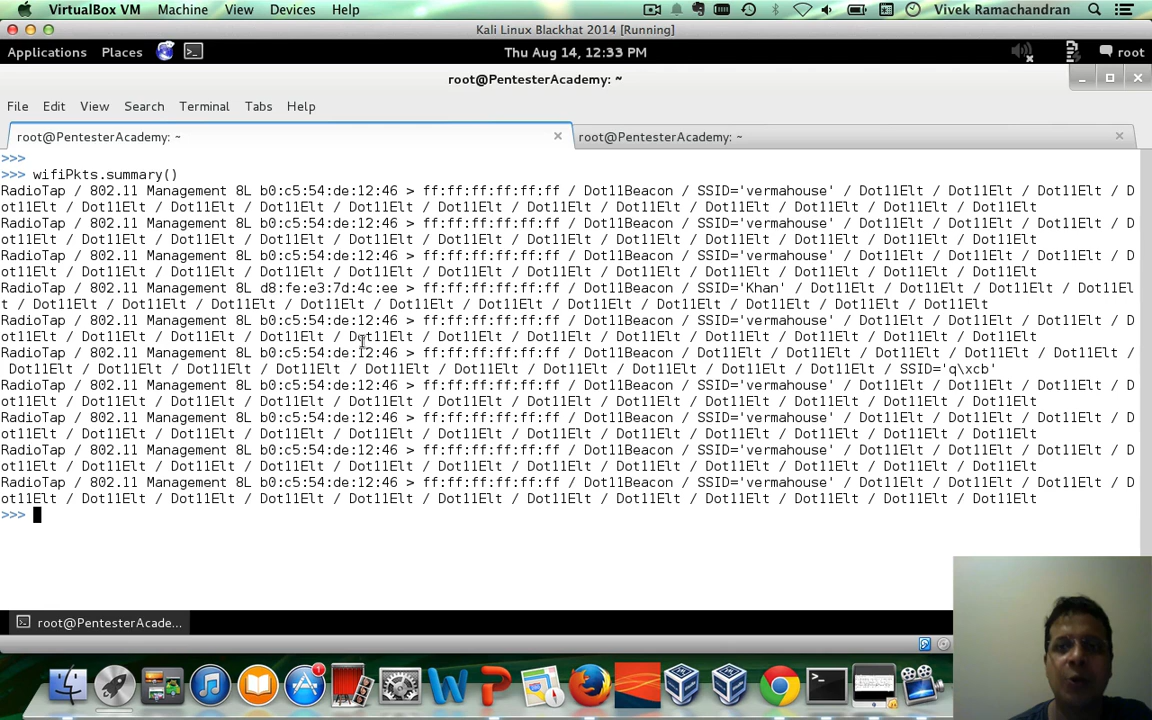 VirtualBox VM Machine View Devices Help Vivek Ramachandran
Kali Linux Blackhat 2014 [Running]
Applications Places Thu Aug 14, 12:33 PM root
root@PentesterAcademy: ~
File Edit View Search Terminal Tabs Help
root@PentesterAcademy: ~ root@PentesterAcademy: ~
>>>
>>> wifiPkts.summary()
RadioTap / 802.11 Management 8L b0:c5:54:de:12:46 > ff:ff:ff:ff:ff:ff / Dot11Beacon / SSID='vermahouse' / Dot11Elt / Dot11Elt / Dot11Elt / D
ot11Elt / Dot11Elt / Dot11Elt / Dot11Elt / Dot11Elt / Dot11Elt / Dot11Elt / Dot11Elt / Dot11Elt / Dot11Elt / Dot11Elt / Dot11Elt
RadioTap / 802.11 Management 8L b0:c5:54:de:12:46 > ff:ff:ff:ff:ff:ff / Dot11Beacon / SSID='vermahouse' / Dot11Elt / Dot11Elt / Dot11Elt / D
ot11Elt / Dot11Elt / Dot11Elt / Dot11Elt / Dot11Elt / Dot11Elt / Dot11Elt / Dot11Elt / Dot11Elt / Dot11Elt / Dot11Elt / Dot11Elt
RadioTap / 802.11 Management 8L b0:c5:54:de:12:46 > ff:ff:ff:ff:ff:ff / Dot11Beacon / SSID='vermahouse' / Dot11Elt / Dot11Elt / Dot11Elt / D
ot11Elt / Dot11Elt / Dot11Elt / Dot11Elt / Dot11Elt / Dot11Elt / Dot11Elt / Dot11Elt / Dot11Elt / Dot11Elt / Dot11Elt / Dot11Elt
RadioTap / 802.11 Management 8L d8:fe:e3:7d:4c:ee > ff:ff:ff:ff:ff:ff / Dot11Beacon / SSID='Khan' / Dot11Elt / Dot11Elt / Dot11Elt / Dot11El
t / Dot11Elt / Dot11Elt / Dot11Elt / Dot11Elt / Dot11Elt / Dot11Elt / Dot11Elt / Dot11Elt / Dot11Elt / Dot11Elt / Dot11Elt
RadioTap / 802.11 Management 8L b0:c5:54:de:12:46 > ff:ff:ff:ff:ff:ff / Dot11Beacon / SSID='vermahouse' / Dot11Elt / Dot11Elt / Dot11Elt / D
ot11Elt / Dot11Elt / Dot11Elt / Dot11Elt / Dot11Elt / Dot11Elt / Dot11Elt / Dot11Elt / Dot11Elt / Dot11Elt / Dot11Elt / Dot11Elt
RadioTap / 802.11 Management 8L b0:c5:54:de:12:46 > ff:ff:ff:ff:ff:ff / Dot11Beacon / Dot11Elt / Dot11Elt / Dot11Elt / Dot11Elt / Dot11Elt /
Dot11Elt / Dot11Elt / Dot11Elt / Dot11Elt / Dot11Elt / Dot11Elt / Dot11Elt / Dot11Elt / Dot11Elt / Dot11Elt / SSID='q\xcb'
RadioTap / 802.11 Management 8L b0:c5:54:de:12:46 > ff:ff:ff:ff:ff:ff / Dot11Beacon / SSID='vermahouse' / Dot11Elt / Dot11Elt / Dot11Elt / D
ot11Elt / Dot11Elt / Dot11Elt / Dot11Elt / Dot11Elt / Dot11Elt / Dot11Elt / Dot11Elt / Dot11Elt / Dot11Elt / Dot11Elt / Dot11Elt
RadioTap / 802.11 Management 8L b0:c5:54:de:12:46 > ff:ff:ff:ff:ff:ff / Dot11Beacon / SSID='vermahouse' / Dot11Elt / Dot11Elt / Dot11Elt / D
ot11Elt / Dot11Elt / Dot11Elt / Dot11Elt / Dot11Elt / Dot11Elt / Dot11Elt / Dot11Elt / Dot11Elt / Dot11Elt / Dot11Elt / Dot11Elt
RadioTap / 802.11 Management 8L b0:c5:54:de:12:46 > ff:ff:ff:ff:ff:ff / Dot11Beacon / SSID='vermahouse' / Dot11Elt / Dot11Elt / Dot11Elt / D
ot11Elt / Dot11Elt / Dot11Elt / Dot11Elt / Dot11Elt / Dot11Elt / Dot11Elt / Dot11Elt / Dot11Elt / Dot11Elt / Dot11Elt / Dot11Elt
RadioTap / 802.11 Management 8L b0:c5:54:de:12:46 > ff:ff:ff:ff:ff:ff / Dot11Beacon / SSID='vermahouse' / Dot11Elt / Dot11Elt / Dot11Elt / D
ot11Elt / Dot11Elt / Dot11Elt / Dot11Elt / Dot11Elt / Dot11Elt / Dot11Elt / Dot11Elt / Dot11Elt / Dot11Elt / Dot11Elt / Dot11Elt
>>>
root@PentesterAcade...